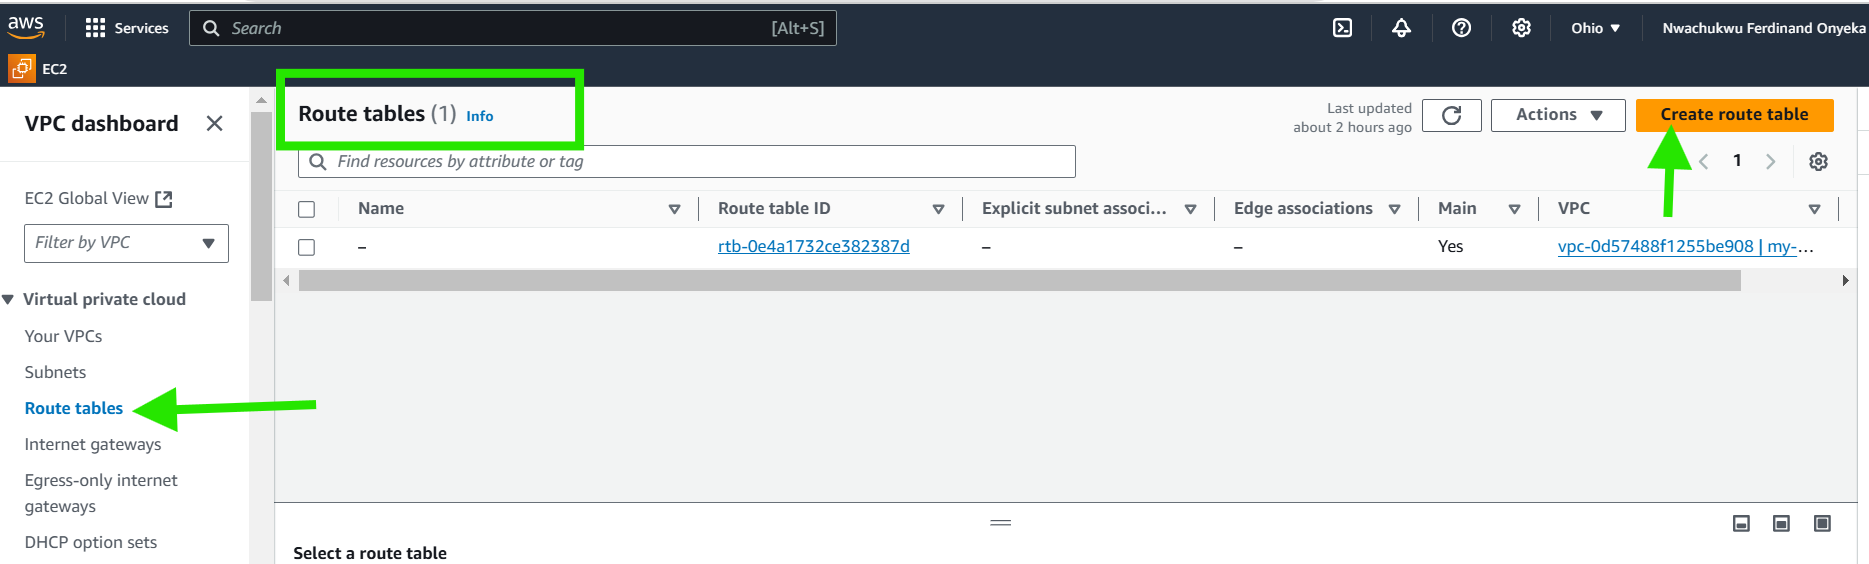 aws
Services
Search
[Alt+S]
Ohio
Nwachukwu Ferdinand Onyeka
EC2
VPC dashboard
EC2 Global View
Filter by VPC
Virtual private cloud
Your VPCs
Subnets
Route tables
Internet gateways
Egress-only internet
gateways
DHCP option sets
Route tables (1) Info
Last updated
about 2 hours ago
Actions
Create route table
Find resources by attribute or tag
1
Name Route table ID Explicit subnet associ... Edge associations Main VPC
– rtb-0e4a1732ce382387d – – Yes vpc-0d57488f1255be908 | my-...
Select a route table